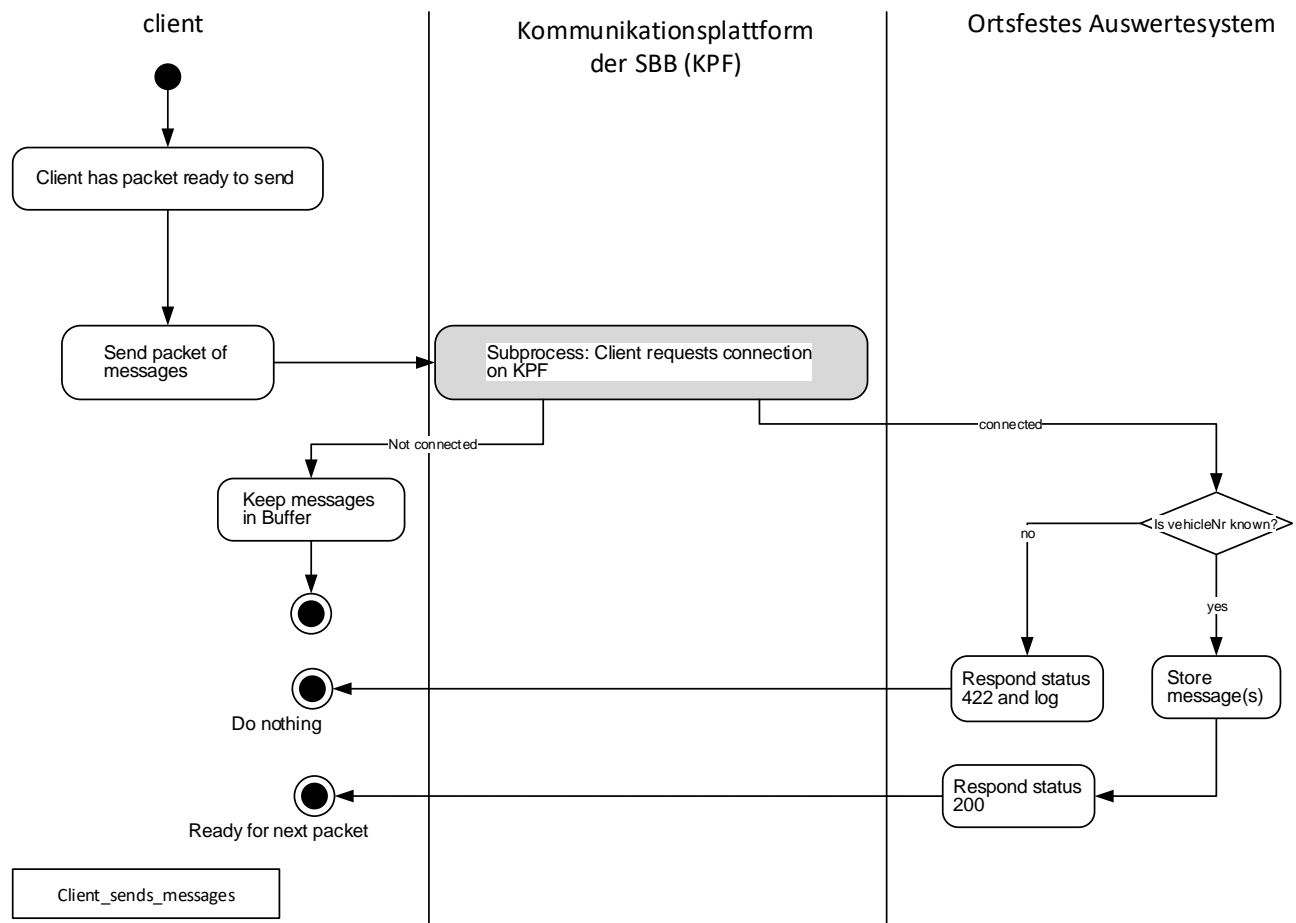 client
Kommunikationsplattform
der SBB (KPF)
Ortsfestes Auswertesystem
Client has packet ready to send
Send packet of
messages
Subprocess: Client requests connection
on KPF
Not connected
connected
Keep messages
in Buffer
Is vehicleNr known?
no
yes
Respond status
422 and log
Store
message(s)
Do nothing
Respond status
200
Ready for next packet
Client_sends_messages